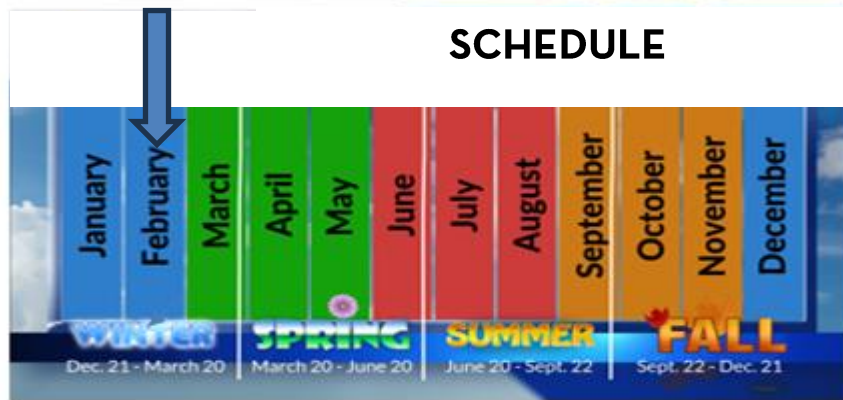 SCHEDULE
January
February
March
April
May
June
July
August
September
October
November
December
WINTER SPRING SUMMER FALL
Dec. 21 - March 20 March 20 - June 20 June 20 - Sept. 22 Sept. 22 - Dec. 21